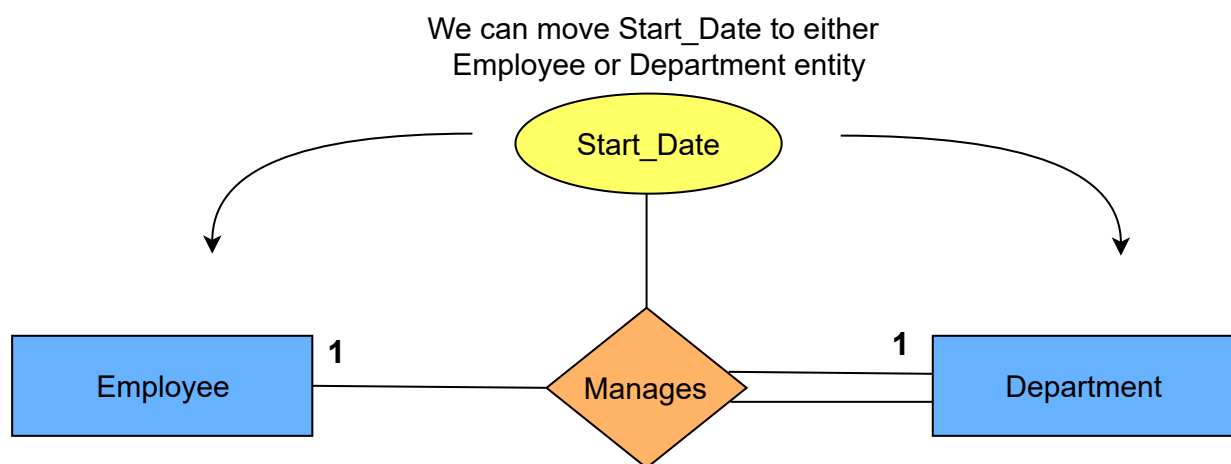 We can move Start_Date to either
Employee or Department entity
Start_Date
1
1
Employee
Manages
Department